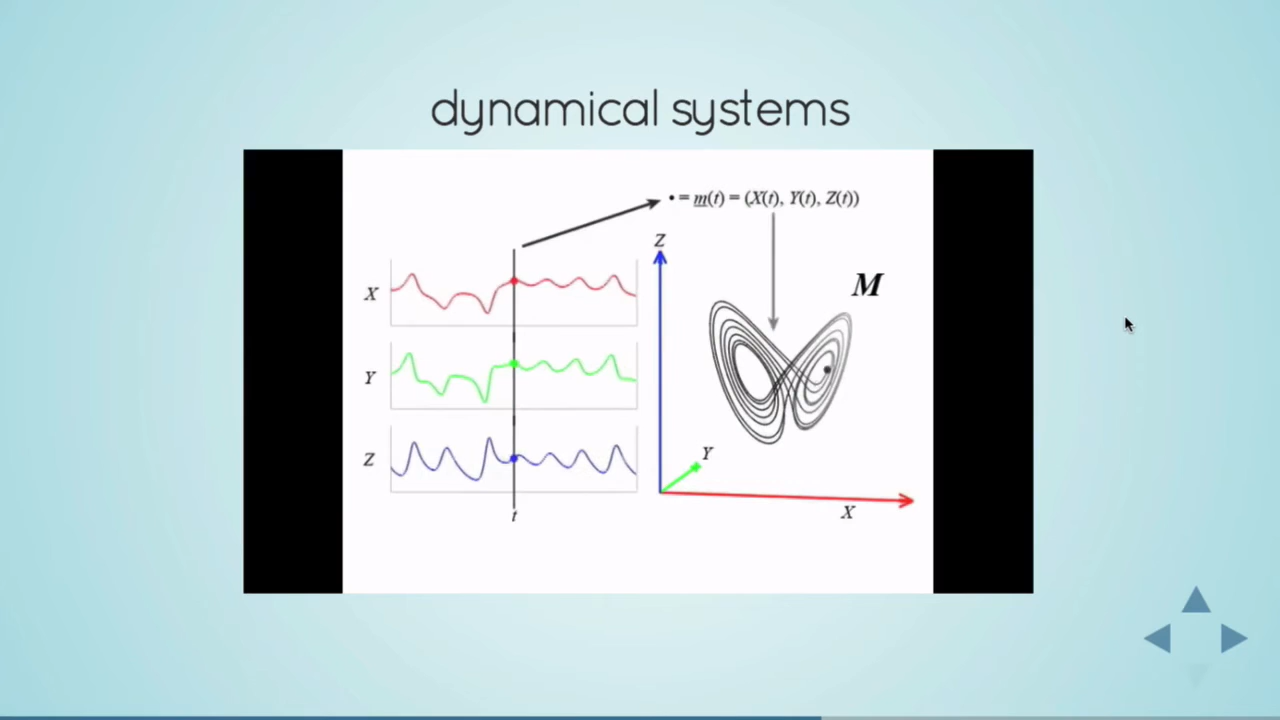 dynamical systems
• = m(t) = (X(t), Y(t), Z(t))
Z
M
X
Y
Z
Y
t
X